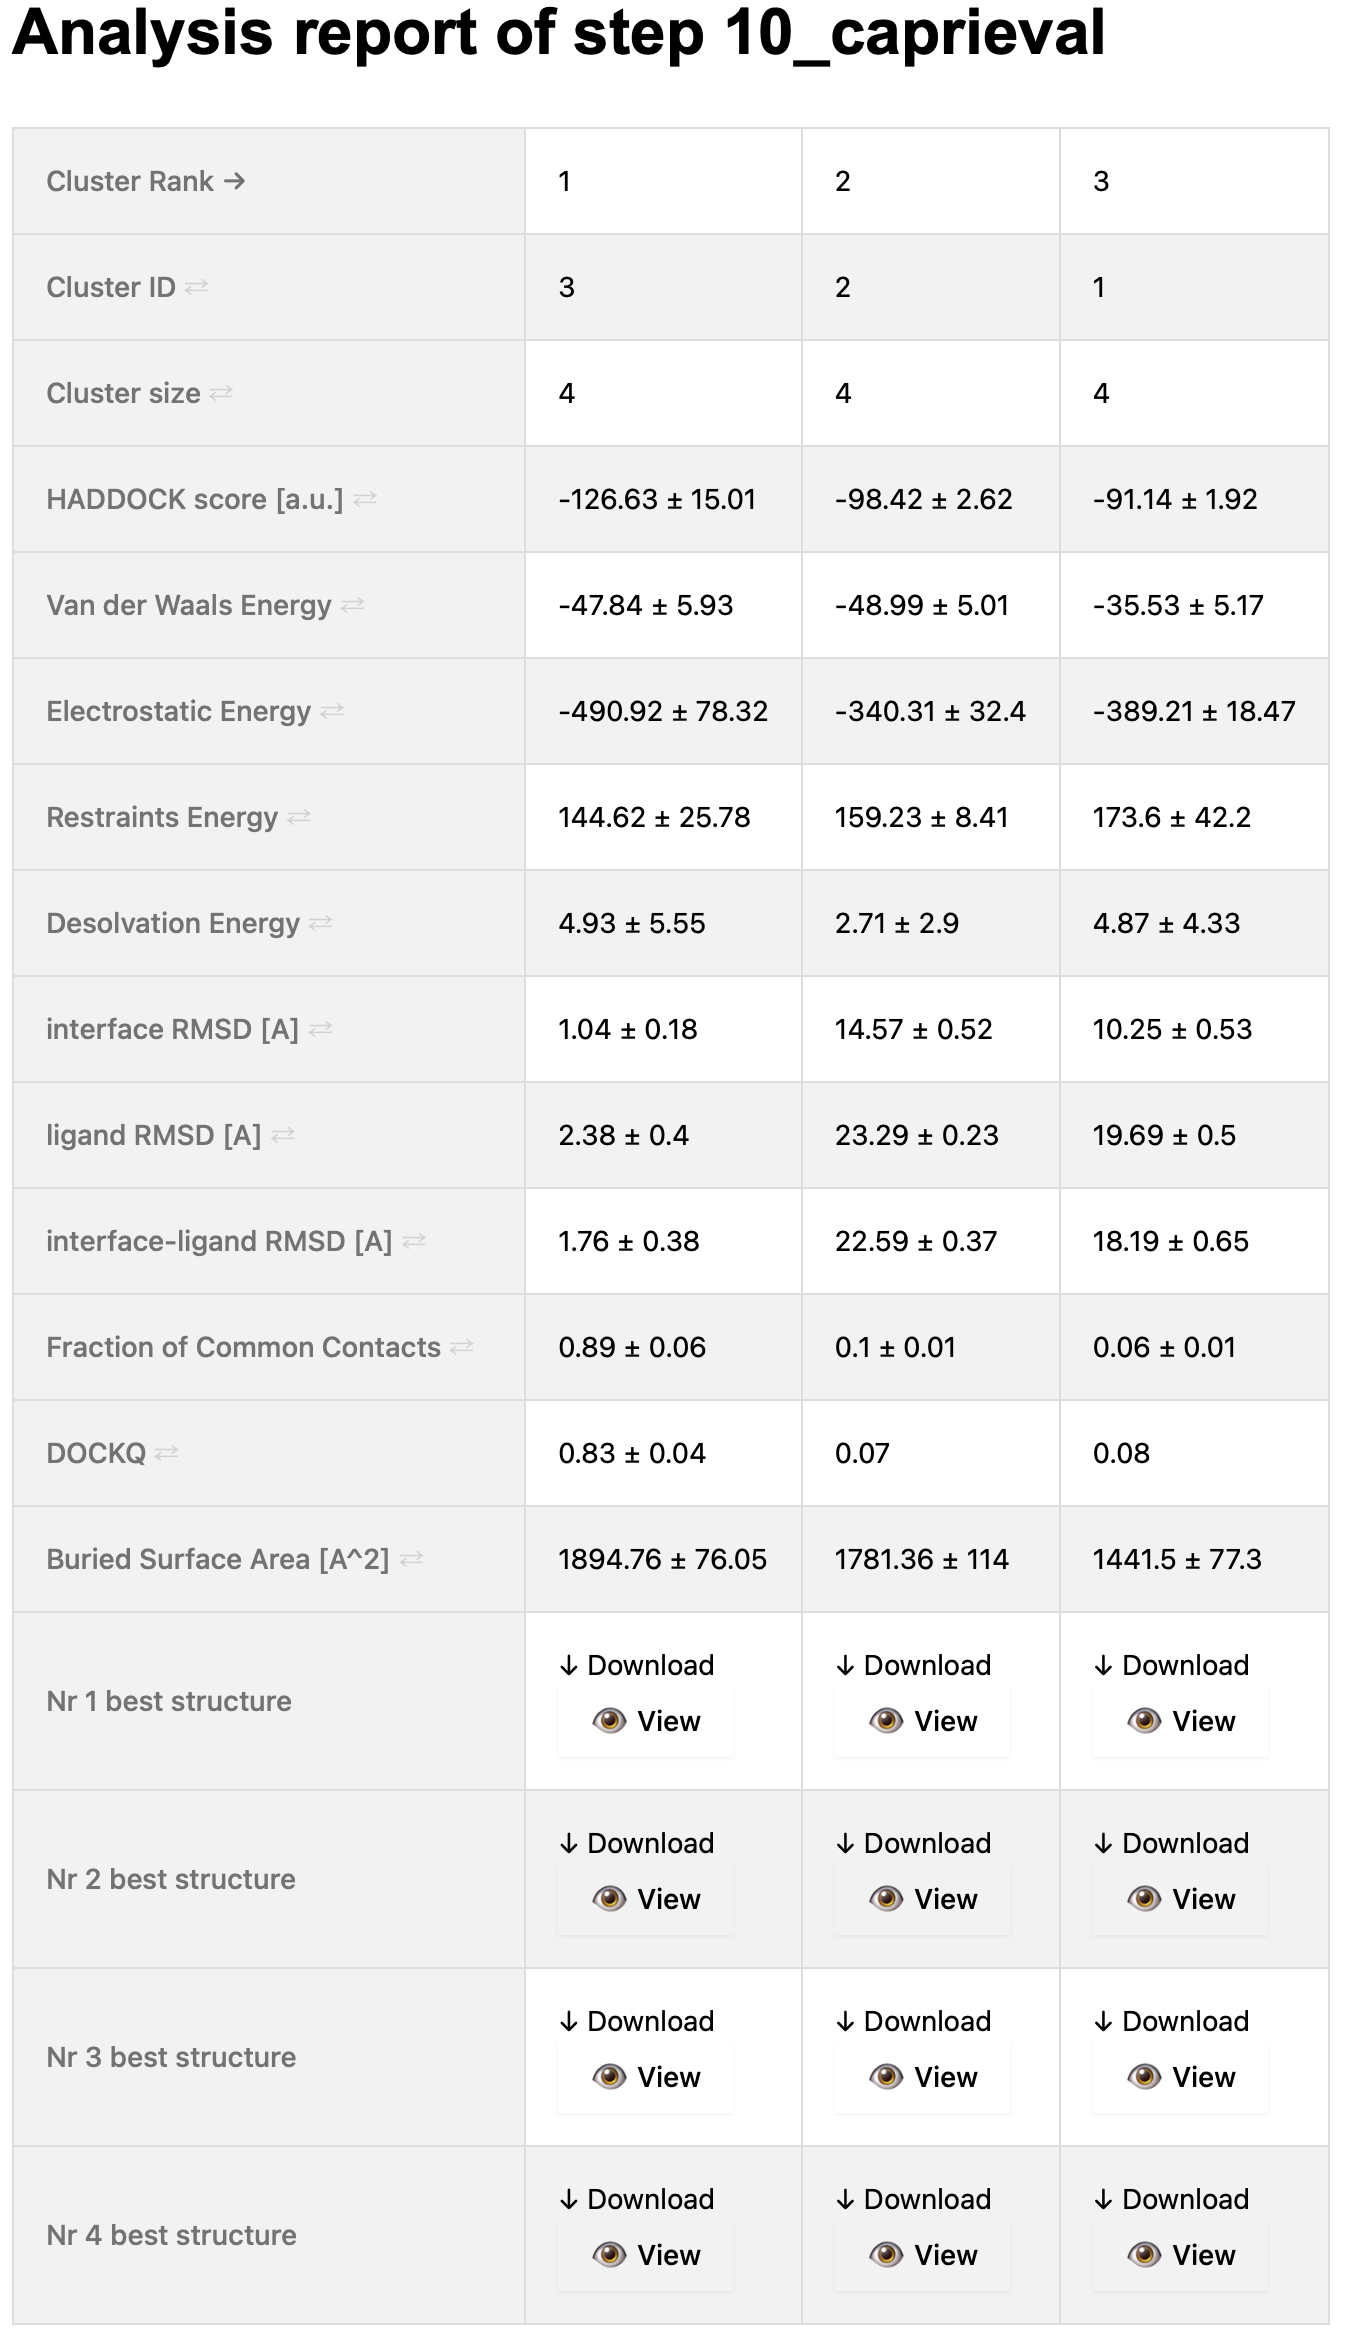 Analysis report of step 10_caprieval
Cluster Rank → 1 2 3
Cluster ID ⇄ 3 2 1
Cluster size ⇄ 4 4 4
HADDOCK score [a.u.] ⇄ -126.63 ± 15.01 -98.42 ± 2.62 -91.14 ± 1.92
Van der Waals Energy ⇄ -47.84 ± 5.93 -48.99 ± 5.01 -35.53 ± 5.17
Electrostatic Energy ⇄ -490.92 ± 78.32 -340.31 ± 32.4 -389.21 ± 18.47
Restraints Energy ⇄ 144.62 ± 25.78 159.23 ± 8.41 173.6 ± 42.2
Desolvation Energy ⇄ 4.93 ± 5.55 2.71 ± 2.9 4.87 ± 4.33
interface RMSD [A] ⇄ 1.04 ± 0.18 14.57 ± 0.52 10.25 ± 0.53
ligand RMSD [A] ⇄ 2.38 ± 0.4 23.29 ± 0.23 19.69 ± 0.5
interface-ligand RMSD [A] ⇄ 1.76 ± 0.38 22.59 ± 0.37 18.19 ± 0.65
Fraction of Common Contacts ⇄ 0.89 ± 0.06 0.1 ± 0.01 0.06 ± 0.01
DOCKQ ⇄ 0.83 ± 0.04 0.07 0.08
Buried Surface Area [A^2] ⇄ 1894.76 ± 76.05 1781.36 ± 114 1441.5 ± 77.3
↓ Download ↓ Download ↓ Download
Nr 1 best structure
👁 View 👁 View 👁 View
↓ Download ↓ Download ↓ Download
Nr 2 best structure
👁 View 👁 View 👁 View
↓ Download ↓ Download ↓ Download
Nr 3 best structure
👁 View 👁 View 👁 View
↓ Download ↓ Download ↓ Download
Nr 4 best structure
👁 View 👁 View 👁 View